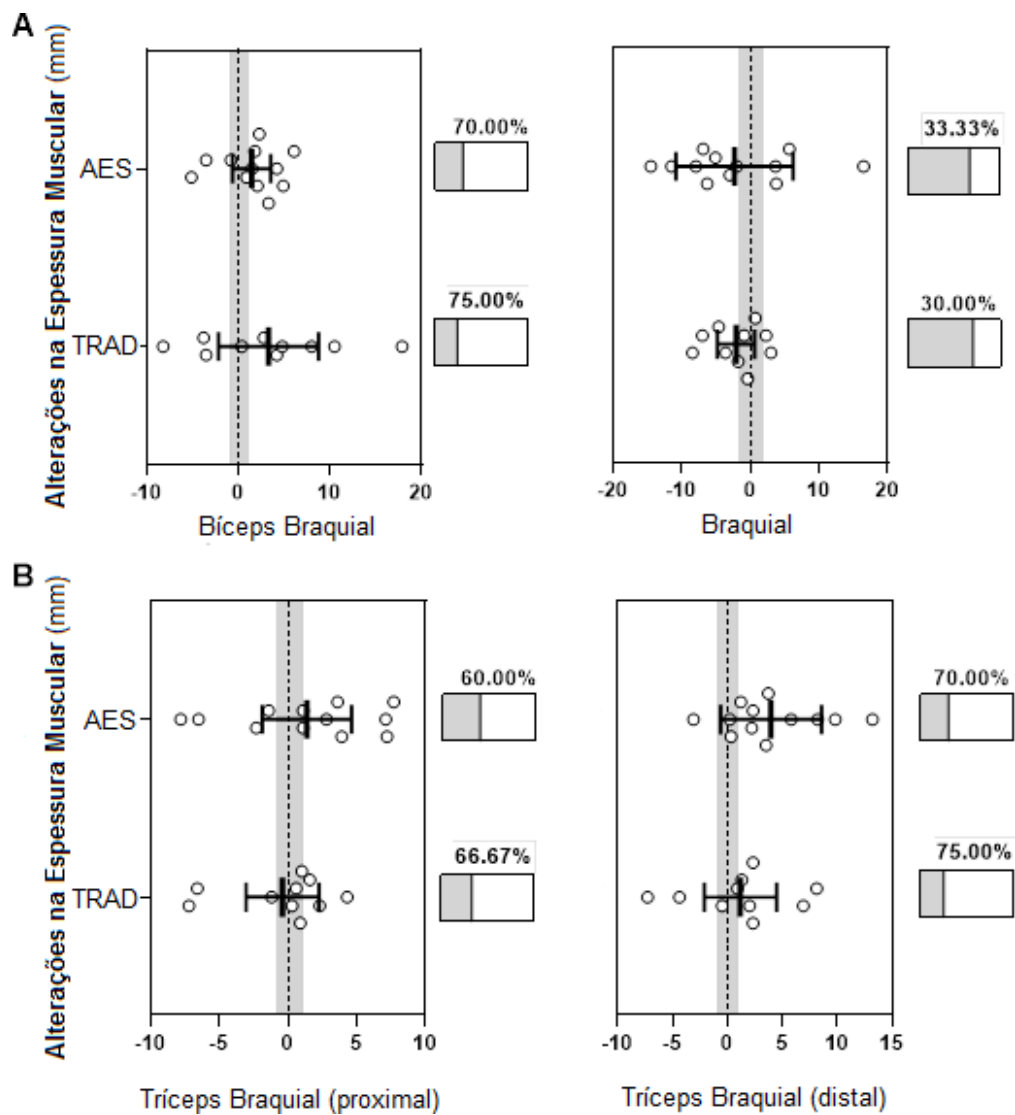 A
Alterações na Espessura Muscular (mm)
AES
TRAD
70.00%
75.00%
-10 0 10 20
Bíceps Braquial
33.33%
30.00%
-20 -10 0 10 20
Braquial
B
Alterações na Espessura Muscular (mm)
AES
TRAD
60.00%
66.67%
-10 -5 0 5 10
Tríceps Braquial (proximal)
70.00%
75.00%
-10 -5 0 5 10 15
Tríceps Braquial (distal)